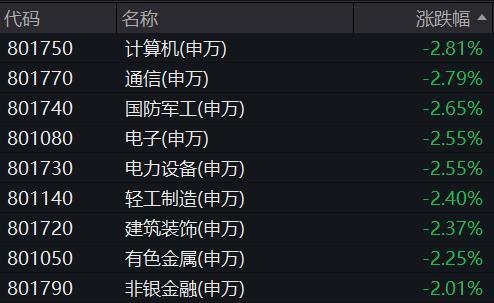 代码 名称 涨跌幅
801750 计算机(申万) -2.81%
801770 通信(申万) -2.79%
801740 国防军工(申万) -2.65%
801080 电子(申万) -2.55%
801730 电力设备(申万) -2.55%
801140 轻工制造(申万) -2.40%
801720 建筑装饰(申万) -2.37%
801050 有色金属(申万) -2.25%
801790 非银金融(申万) -2.01%